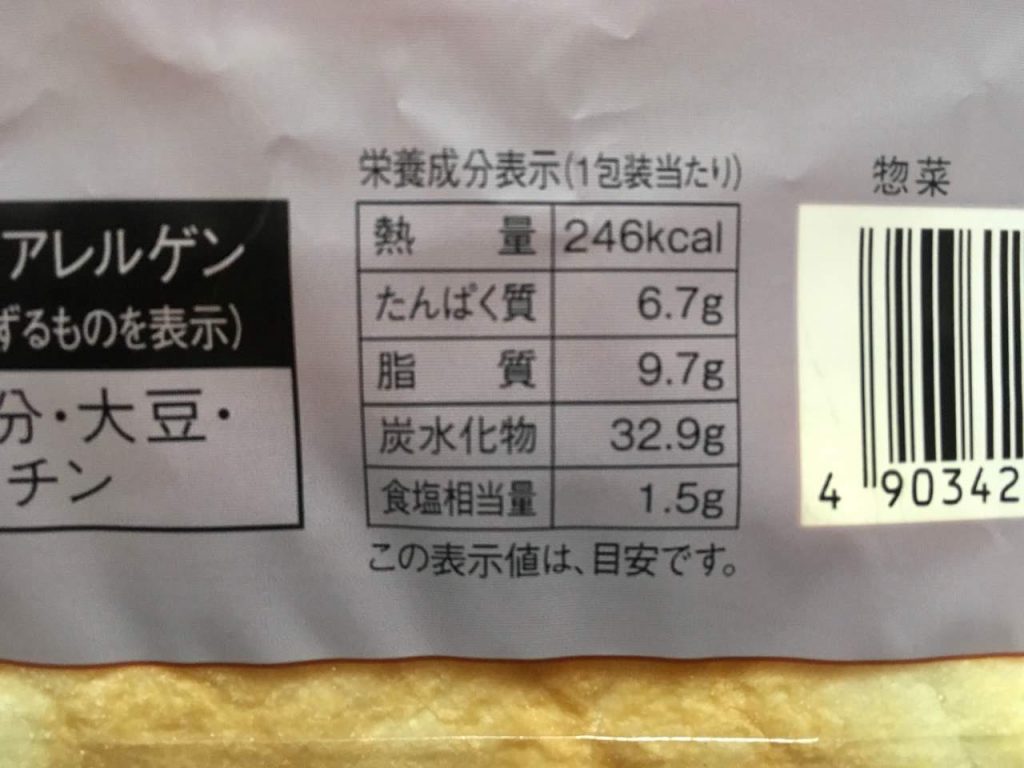 アレルゲン
ずるものを表示)
分・大豆・
チン
栄養成分表示(1包装当たり)
熱量 246kcal
たんぱく質 6.7g
脂質 9.7g
炭水化物 32.9g
食塩相当量 1.5g
この表示値は、目安です。
惣菜
4 90342